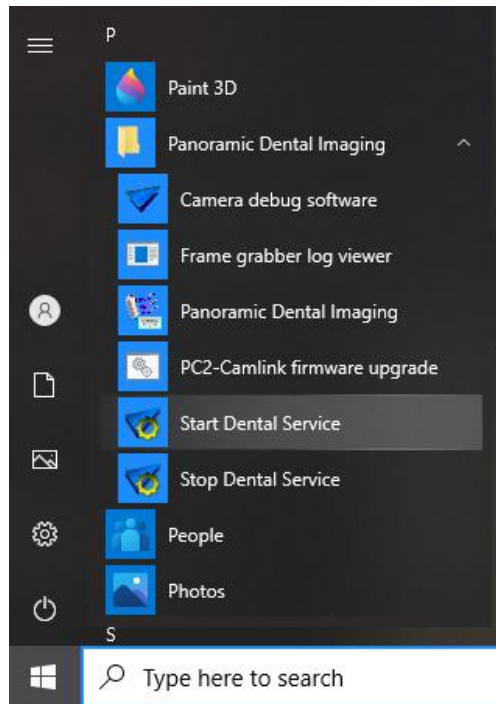 P
Paint 3D
Panoramic Dental Imaging
Camera debug software
Frame grabber log viewer
Panoramic Dental Imaging
PC2-Camlink firmware upgrade
Start Dental Service
Stop Dental Service
People
Photos
S
Type here to search